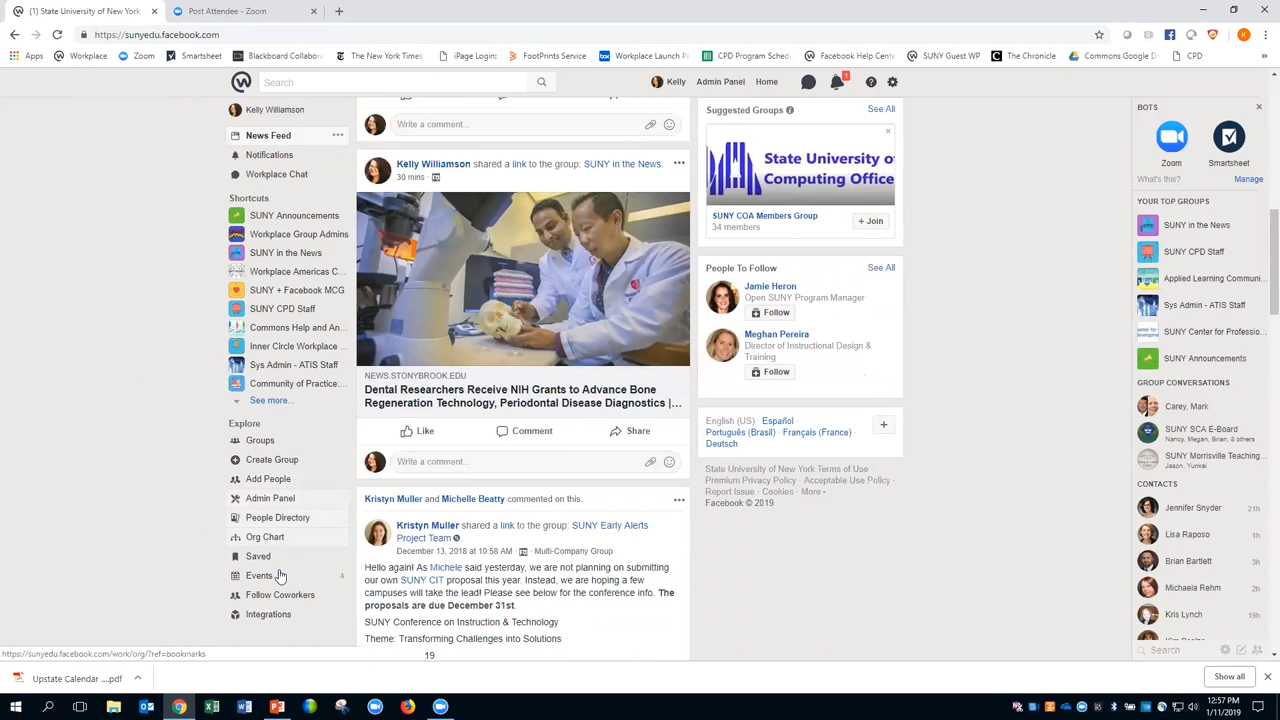 (1) State University of New York
Post Attendee - Zoom
https://sunyedu.facebook.com
Apps
Workplace
Zoom
Smartsheet
Blackboard Collabora
The New York Times
iPage Login:
FootPrints Service
Workplace Launch Pa
CPD Program Schedu
Facebook Help Cente
SUNY Guest WP
The Chronicle
Commons Google D
CPD
Search
Kelly
Admin Panel
Home
1
Kelly Williamson
News Feed
Notifications
Workplace Chat
Shortcuts
SUNY Announcements
Workplace Group Admins
SUNY in the News
Workplace Americas C...
SUNY + Facebook MCG
SUNY CPD Staff
Commons Help and An...
Inner Circle Workplace ...
Sys Admin - ATIS Staff
Community of Practice:...
See more...
Explore
Groups
Create Group
Add People
Admin Panel
People Directory
Org Chart
Saved
Events
4
Follow Coworkers
Integrations
Write a comment...
Kelly Williamson shared a link to the group: SUNY in the News.
30 mins ·
NEWS.STONYBROOK.EDU
Dental Researchers Receive NIH Grants to Advance Bone
Regeneration Technology, Periodontal Disease Diagnostics |...
Like
Comment
Share
Write a comment...
Kristyn Muller and Michelle Beatty commented on this.
Kristyn Muller shared a link to the group: SUNY Early Alerts
Project Team
December 13, 2018 at 10:58 AM · Multi-Company Group
Hello again! As Michele said yesterday, we are not planning on submitting
our own SUNY CIT proposal this year. Instead, we are hoping a few
campuses will take the lead! Please see below for the conference info. The
proposals are due December 31st.
SUNY Conference on Instruction & Technology
Theme: Transforming Challenges into Solutions
19
Suggested Groups
See All
State University of
Computing Office
SUNY COA Members Group
34 members
+ Join
People To Follow
See All
Jamie Heron
Open SUNY Program Manager
Follow
Meghan Pereira
Director of Instructional Design &
Training
Follow
English (US) · Español
Português (Brasil) · Français (France) ·
Deutsch
State University of New York Terms of Use ·
Premium Privacy Policy · Acceptable Use Policy ·
Report Issue · Cookies · More
Facebook © 2019
BOTS
Zoom
Smartsheet
What's this?
Manage
YOUR TOP GROUPS
SUNY in the News
SUNY CPD Staff
Applied Learning Communi...
Sys Admin - ATIS Staff
SUNY Center for Professio...
SUNY Announcements
GROUP CONVERSATIONS
Carey, Mark
SUNY SCA E-Board
Nancy, Megan, Brian, 8 others
SUNY Morrisville Teaching...
Jason, Yunkai
CONTACTS
Jennifer Snyder
21h
Lisa Raposo
1h
Brian Bartlett
3h
Michaela Rehm
2h
Kris Lynch
19h
Search
https://sunyedu.facebook.com/work/org/?ref=bookmarks
Upstate Calendar ....pdf
Show all
12:57 PM
1/11/2019